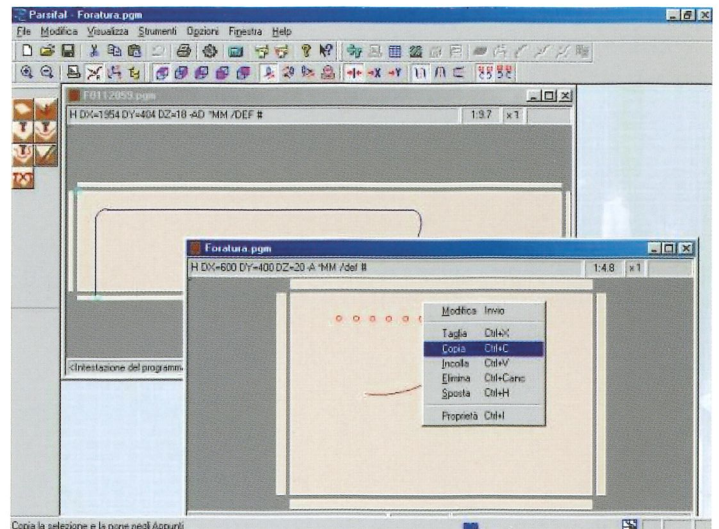 Parsifal - Foratura.pgm
File Modifica Visualizza Strumenti Opzioni Finestra Help
F0112053.pgm
H DX=1954 DY=404 DZ=18 -AD *MM /DEF #
1:9.7 x 1
Foratura.pgm
H DX=600 DY=400 DZ=20 -A *MM /def #
1:4.8 x 1
Modifica Invio
Taglia Ctrl+X
Copia Ctrl+C
Incolla Ctrl+V
Elimina Ctrl+Canc
Sposta Ctrl+H
Proprietà Ctrl+I
<Intestazione del programm
Copia la selezione e la pone negli Appunti